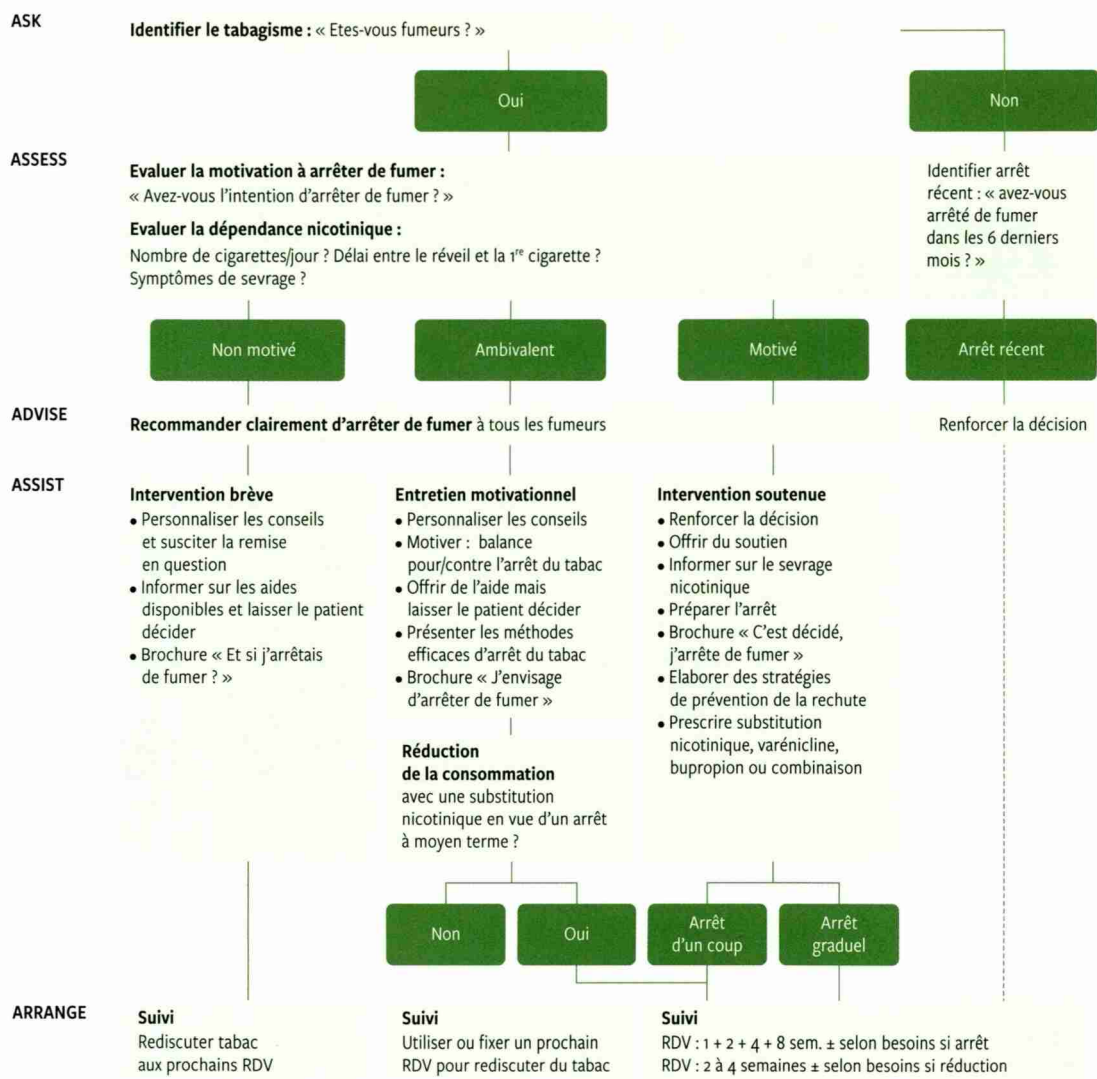 ASK
Identifier le tabagisme : « Etes-vous fumeurs ? »
Oui
Non
ASSESS
Evaluer la motivation à arrêter de fumer :
« Avez-vous l'intention d'arrêter de fumer ? »
Evaluer la dépendance nicotinique :
Nombre de cigarettes/jour ? Délai entre le réveil et la 1re cigarette ?
Symptômes de sevrage ?
Identifier arrêt
récent : « avez-vous
arrêté de fumer
dans les 6 derniers
mois ? »
Non motivé
Ambivalent
Motivé
Arrêt récent
ADVISE
Recommander clairement d'arrêter de fumer à tous les fumeurs
Renforcer la décision
ASSIST
Intervention brève
• Personnaliser les conseils
et susciter la remise
en question
• Informer sur les aides
disponibles et laisser le patient
décider
• Brochure « Et si j'arrêtais
de fumer ? »
Entretien motivationnel
• Personnaliser les conseils
• Motiver : balance
pour/contre l'arrêt du tabac
• Offrir de l'aide mais
laisser le patient décider
• Présenter les méthodes
efficaces d'arrêt du tabac
• Brochure « J'envisage
d'arrêter de fumer »
Réduction
de la consommation
avec une substitution
nicotinique en vue d'un arrêt
à moyen terme ?
Intervention soutenue
• Renforcer la décision
• Offrir du soutien
• Informer sur le sevrage
nicotinique
• Préparer l'arrêt
• Brochure « C'est décidé,
j'arrête de fumer »
• Elaborer des stratégies
de prévention de la rechute
• Prescrire substitution
nicotinique, varénicline,
bupropion ou combinaison
Non
Oui
Arrêt
d'un coup
Arrêt
graduel
ARRANGE
Suivi
Rediscuter tabac
aux prochains RDV
Suivi
Utiliser ou fixer un prochain
RDV pour rediscuter du tabac
Suivi
RDV : 1 + 2 + 4 + 8 sem. ± selon besoins si arrêt
RDV : 2 à 4 semaines ± selon besoins si réduction